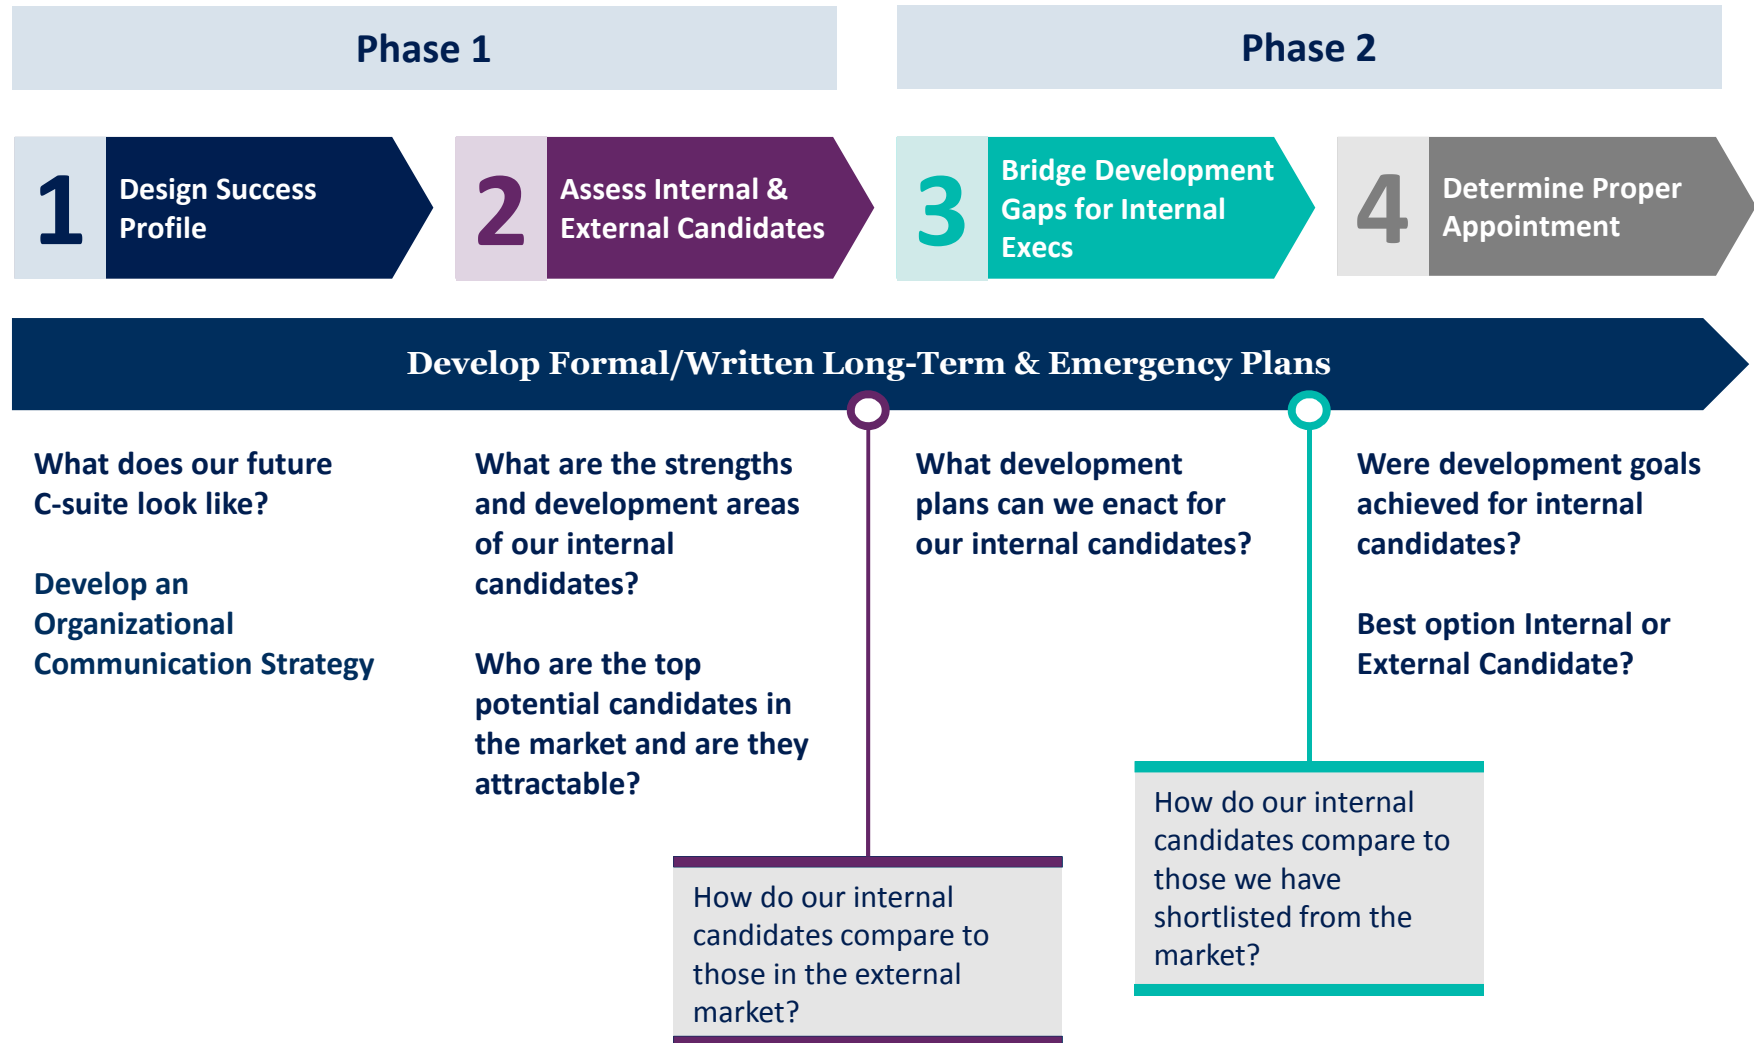 Phase 1
Phase 2
1
Design Success
Profile
2
Assess Internal &
External Candidates
3
Bridge Development
Gaps for Internal
Execs
4
Determine Proper
Appointment
Develop Formal/Written Long-Term & Emergency Plans
What does our future
C-suite look like?
Develop an
Organizational
Communication Strategy
What are the strengths
and development areas
of our internal
candidates?
Who are the top
potential candidates in
the market and are they
attractable?
How do our internal
candidates compare to
those in the external
market?
What development
plans can we enact for
our internal candidates?
How do our internal
candidates compare to
those we have
shortlisted from the
market?
Were development goals
achieved for internal
candidates?
Best option Internal or
External Candidate?